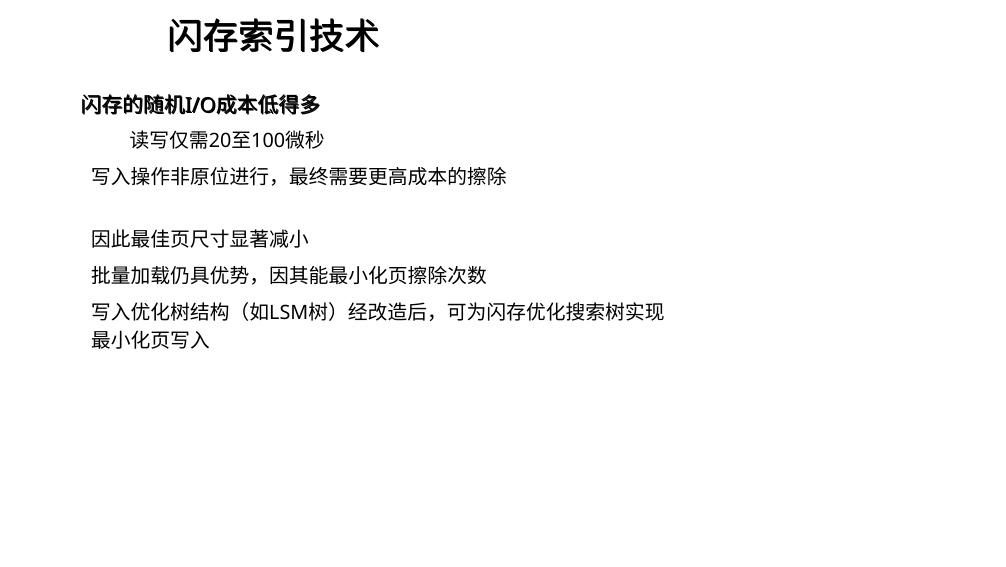 闪存索引技术
闪存的随机I/O成本低得多
读写仅需20至100微秒
写入操作非原位进行，最终需要更高成本的擦除
因此最佳页尺寸显著减小
批量加载仍具优势，因其能最小化页擦除次数
写入优化树结构（如LSM树）经改造后，可为闪存优化搜索树实现
最小化页写入